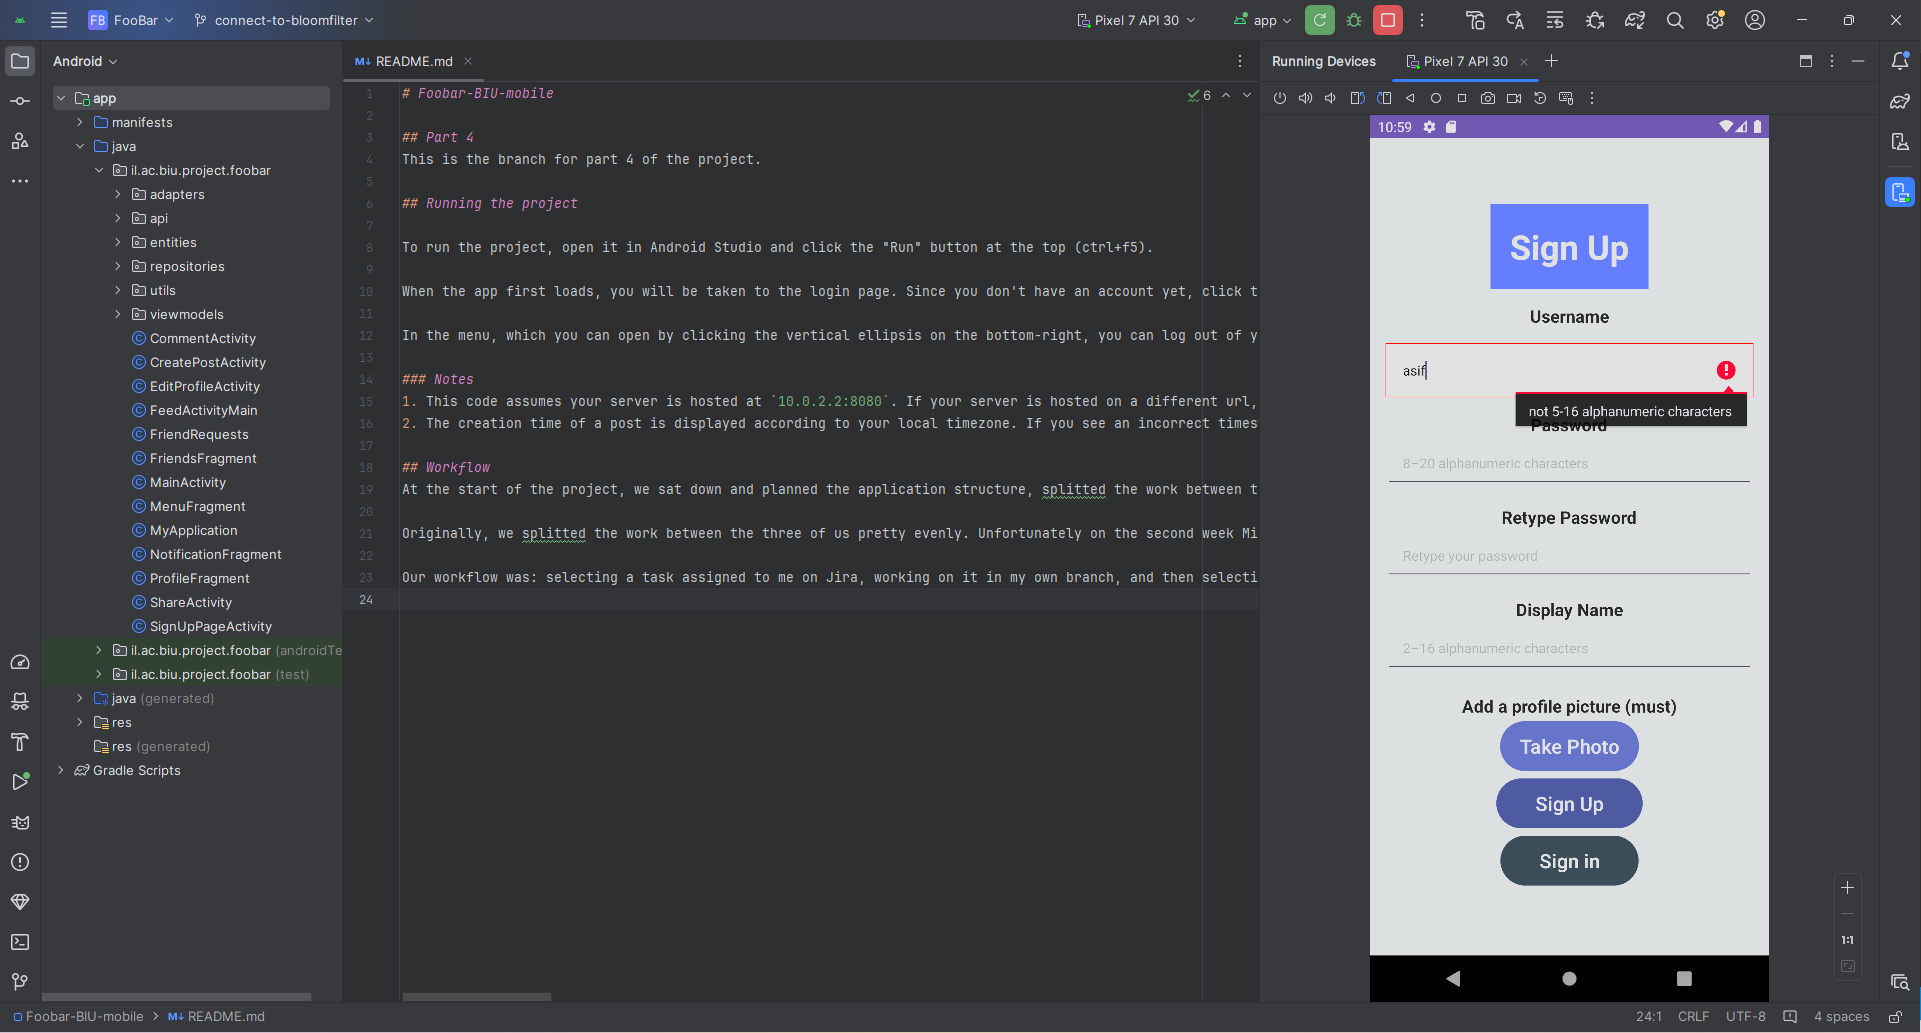 FB FooBar connect-to-bloomfilter Pixel 7 API 30 app
Android
app
manifests
java
il.ac.biu.project.foobar
adapters
api
entities
repositories
utils
viewmodels
CommentActivity
CreatePostActivity
EditProfileActivity
FeedActivityMain
FriendRequests
FriendsFragment
MainActivity
MenuFragment
MyApplication
NotificationFragment
ProfileFragment
ShareActivity
SignUpPageActivity
il.ac.biu.project.foobar (androidTe
il.ac.biu.project.foobar (test)
java (generated)
res
res (generated)
Gradle Scripts
M↓ README.md
6
1 # Foobar-BIU-mobile
2
3 ## Part 4
4 This is the branch for part 4 of the project.
5
6 ## Running the project
7
8 To run the project, open it in Android Studio and click the "Run" button at the top (ctrl+f5).
9
10 When the app first loads, you will be taken to the login page. Since you don't have an account yet, click t
11
12 In the menu, which you can open by clicking the vertical ellipsis on the bottom-right, you can log out of y
13
14 ### Notes
15 1. This code assumes your server is hosted at `10.0.2.2:8080`. If your server is hosted on a different url,
16 2. The creation time of a post is displayed according to your local timezone. If you see an incorrect times
17
18 ## Workflow
19 At the start of the project, we sat down and planned the application structure, splitted the work between t
20
21 Originally, we splitted the work between the three of us pretty evenly. Unfortunately on the second week Mi
22
23 Our workflow was: selecting a task assigned to me on Jira, working on it in my own branch, and then selecti
24
Running Devices Pixel 7 API 30
10:59
Sign Up
Username
asif
not 5-16 alphanumeric characters
Password
8–20 alphanumeric characters
Retype Password
Retype your password
Display Name
2–16 alphanumeric characters
Add a profile picture (must)
Take Photo
Sign Up
Sign in
1:1
Foobar-BIU-mobile M↓ README.md
24:1 CRLF UTF-8 4 spaces